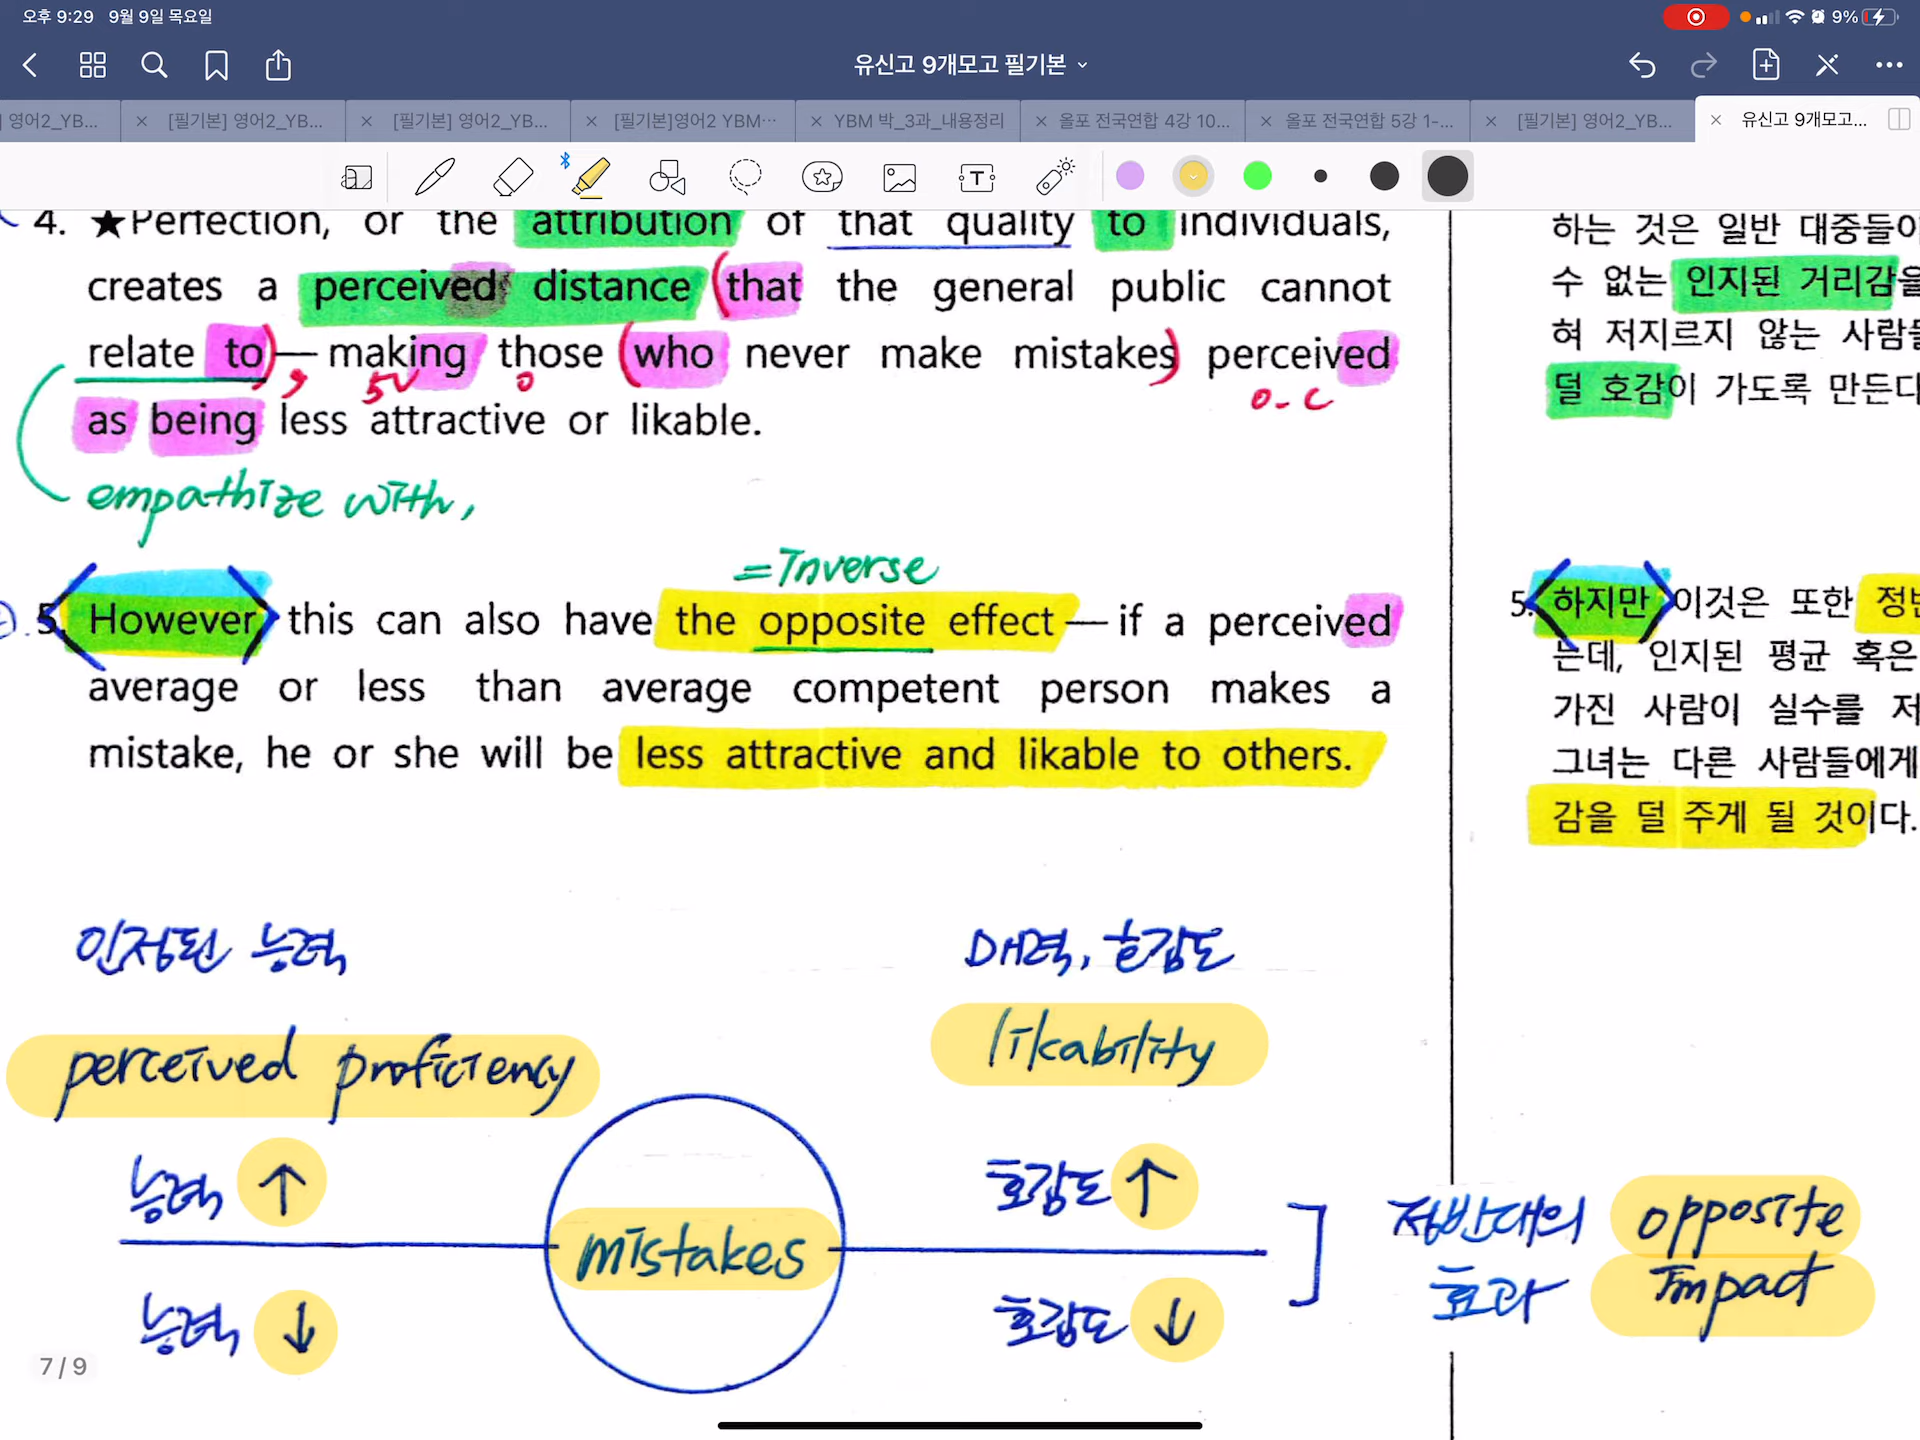 오후 9:29 9월 9일 목요일
9%
유신고 9개모고 필기본
영어2_YB...
[필기본] 영어2_YB...
[필기본] 영어2_YB...
[필기본]영어2 YBM...
YBM 박_3과_내용정리
올포 전국연합 4강 10...
올포 전국연합 5강 1-...
[필기본] 영어2_YB...
유신고 9개모고...
4. ★Perfection, or the attribution of that quality to individuals,
creates a perceived distance (that the general public cannot
relate to) — making those (who never make mistakes) perceived
, 5V O O-C
as being less attractive or likable.
empathize with,
=Inverse
5. However, this can also have the opposite effect — if a perceived
average or less than average competent person makes a
mistake, he or she will be less attractive and likable to others.
하는 것은 일반 대중들이
수 없는 인지된 거리감을
혀 저지르지 않는 사람들
덜 호감이 가도록 만든다
5. 하지만 이것은 또한 정반
는데, 인지된 평균 혹은
가진 사람이 실수를 저
그녀는 다른 사람들에게
감을 덜 주게 될 것이다.
인정된 능력
매력, 호감도
perceived proficiency
likability
능력 ↑
호감도 ↑
mistakes
능력 ↓
호감도 ↓
정반대의 opposite
효과 Impact
7 / 9